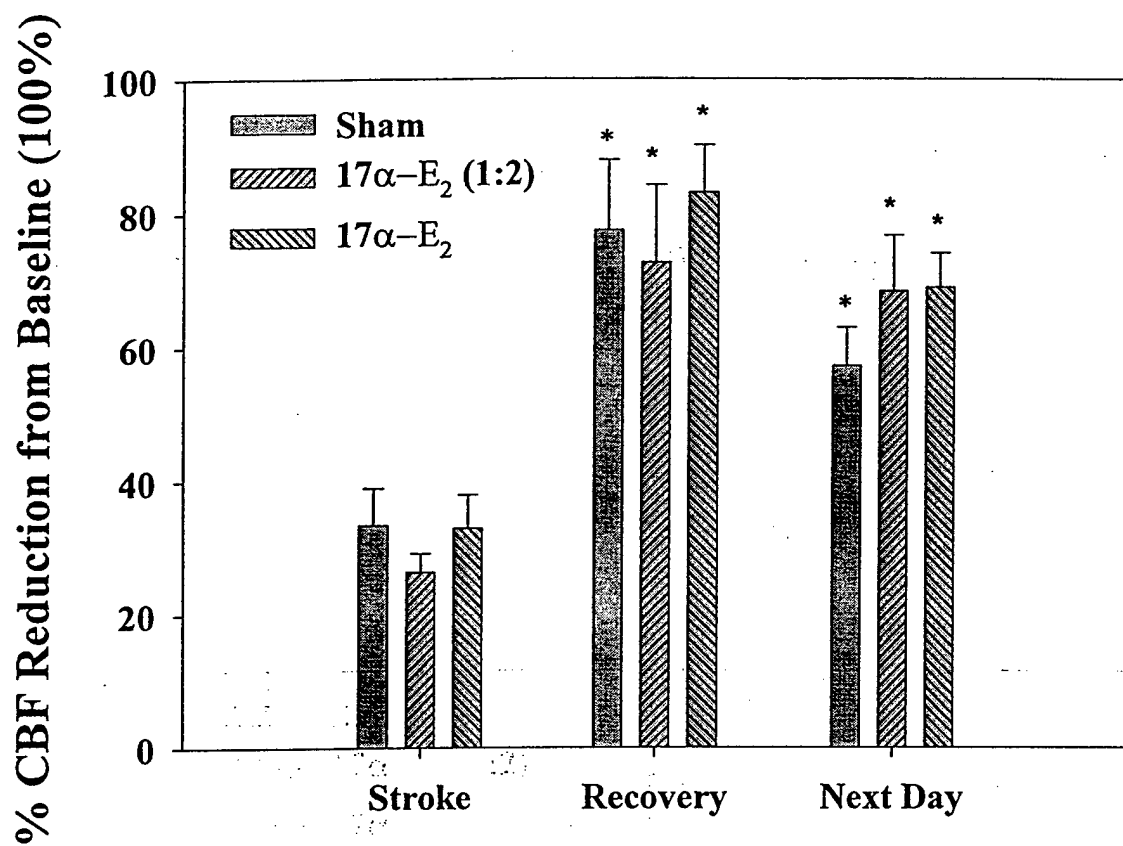 % CBF Reduction from Baseline (100%)
100
80
60
40
20
0
Sham
17α–E₂ (1:2)
17α–E₂
* * *
* * *
Stroke Recovery Next Day